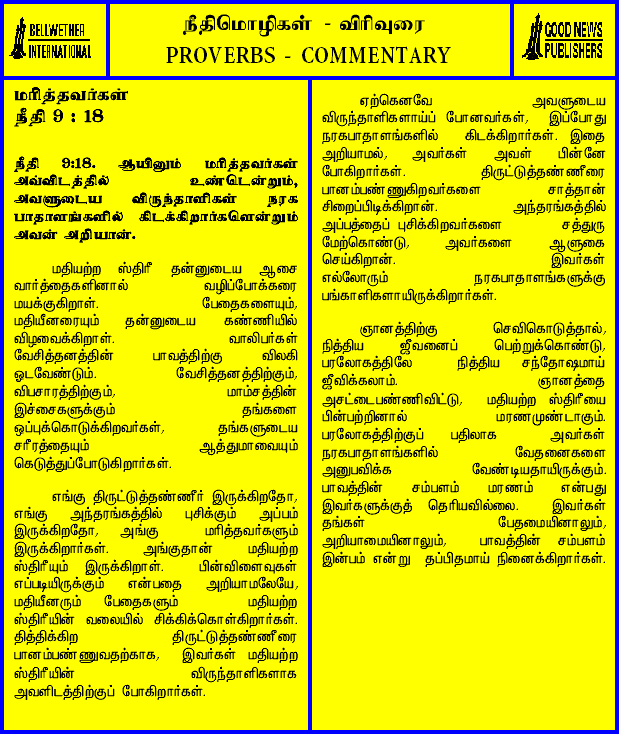 BELLWETHER
INTERNATIONAL
நீதிமொழிகள் - விரிவுரை
PROVERBS - COMMENTARY
GOOD NEWS
PUBLISHERS
மரித்தவர்கள்
நீதி 9 : 18
நீதி 9:18. ஆயினும் மரித்தவர்கள்
அவ்விடத்தில் உண்டென்றும்,
அவளுடைய விருந்தாளிகள் நரக
பாதாளங்களில் கிடக்கிறார்களென்றும்
அவன் அறியான்.
மதியற்ற ஸ்திரீ தன்னுடைய ஆசை
வார்த்தைகளினால் வழிப்போக்கரை
மயக்குகிறாள். பேதைகளையும்,
மதியீனரையும் தன்னுடைய கண்ணியில்
விழவைக்கிறாள். வாலிபர்கள்
வேசித்தனத்தின் பாவத்திற்கு விலகி
ஓடவேண்டும். வேசித்தனத்திற்கும்,
விபசாரத்திற்கும், மாம்சத்தின்
இச்சைகளுக்கும் தங்களை
ஒப்புக்கொடுக்கிறவர்கள், தங்களுடைய
சரீரத்தையும் ஆத்துமாவையும்
கெடுத்துப்போடுகிறார்கள்.
எங்கு திருட்டுத்தண்ணீர் இருக்கிறதோ,
எங்கு அந்தரங்கத்தில் புசிக்கும் அப்பம்
இருக்கிறதோ, அங்கு மரித்தவர்களும்
இருக்கிறார்கள். அங்குதான் மதியற்ற
ஸ்திரீயும் இருக்கிறாள். பின்விளைவுகள்
எப்படியிருக்கும் என்பதை அறியாமலேயே,
மதியீனரும் பேதைகளும் மதியற்ற
ஸ்திரீயின் வலையில் சிக்கிக்கொள்கிறார்கள்.
தித்திக்கிற திருட்டுத்தண்ணீரை
பானம்பண்ணுவதற்காக, இவர்கள் மதியற்ற
ஸ்திரீயின் விருந்தாளிகளாக
அவளிடத்திற்குப் போகிறார்கள்.
ஏற்கெனவே அவளுடைய
விருந்தாளிகளாய்ப் போனவர்கள், இப்போது
நரகபாதாளங்களில் கிடக்கிறார்கள். இதை
அறியாமல், அவர்கள் அவள் பின்னே
போகிறார்கள். திருட்டுத்தண்ணீரை
பானம்பண்ணுகிறவர்களை சாத்தான்
சிறைப்பிடிக்கிறான். அந்தரங்கத்தில்
அப்பத்தைப் புசிக்கிறவர்களை சத்துரு
மேற்கொண்டு, அவர்களை ஆளுகை
செய்கிறான். இவர்கள்
எல்லோரும் நரகபாதாளங்களுக்கு
பங்காளிகளாயிருக்கிறார்கள்.
ஞானத்திற்கு செவிகொடுத்தால்,
நித்திய ஜீவனைப் பெற்றுக்கொண்டு,
பரலோகத்திலே நித்திய சந்தோஷமாய்
ஜீவிக்கலாம். ஞானத்தை
அசட்டைபண்ணிவிட்டு, மதியற்ற ஸ்திரீயை
பின்பற்றினால் மரணமுண்டாகும்.
பரலோகத்திற்குப் பதிலாக அவர்கள்
நரகபாதாளங்களில் வேதனைகளை
அனுபவிக்க வேண்டியதாயிருக்கும்.
பாவத்தின் சம்பளம் மரணம் என்பது
இவர்களுக்குத் தெரியவில்லை. இவர்கள்
தங்கள் பேதமையினாலும்,
அறியாமையினாலும், பாவத்தின் சம்பளம்
இன்பம் என்று தப்பிதமாய் நினைக்கிறார்கள்.